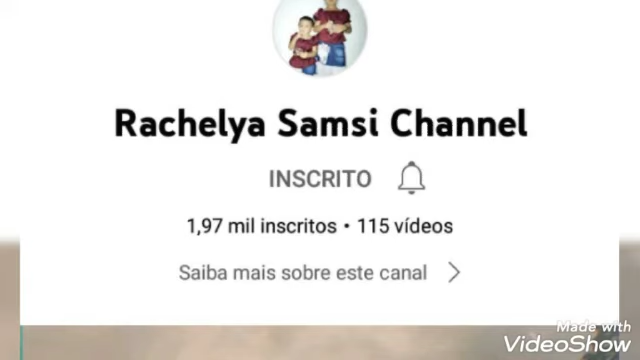 Rachelya Samsi Channel
INSCRITO
1,97 mil inscritos • 115 vídeos
Saiba mais sobre este canal
Made with
VideoShow